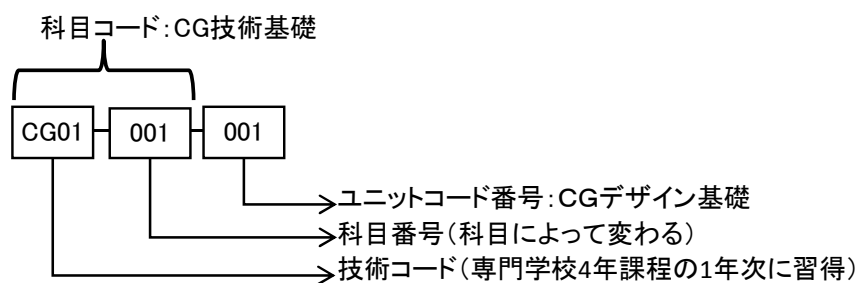 科目コード：CG技術基礎
CG01 001 001
ユニットコード番号：CGデザイン基礎
科目番号（科目によって変わる）
技術コード（専門学校4年課程の1年次に習得）